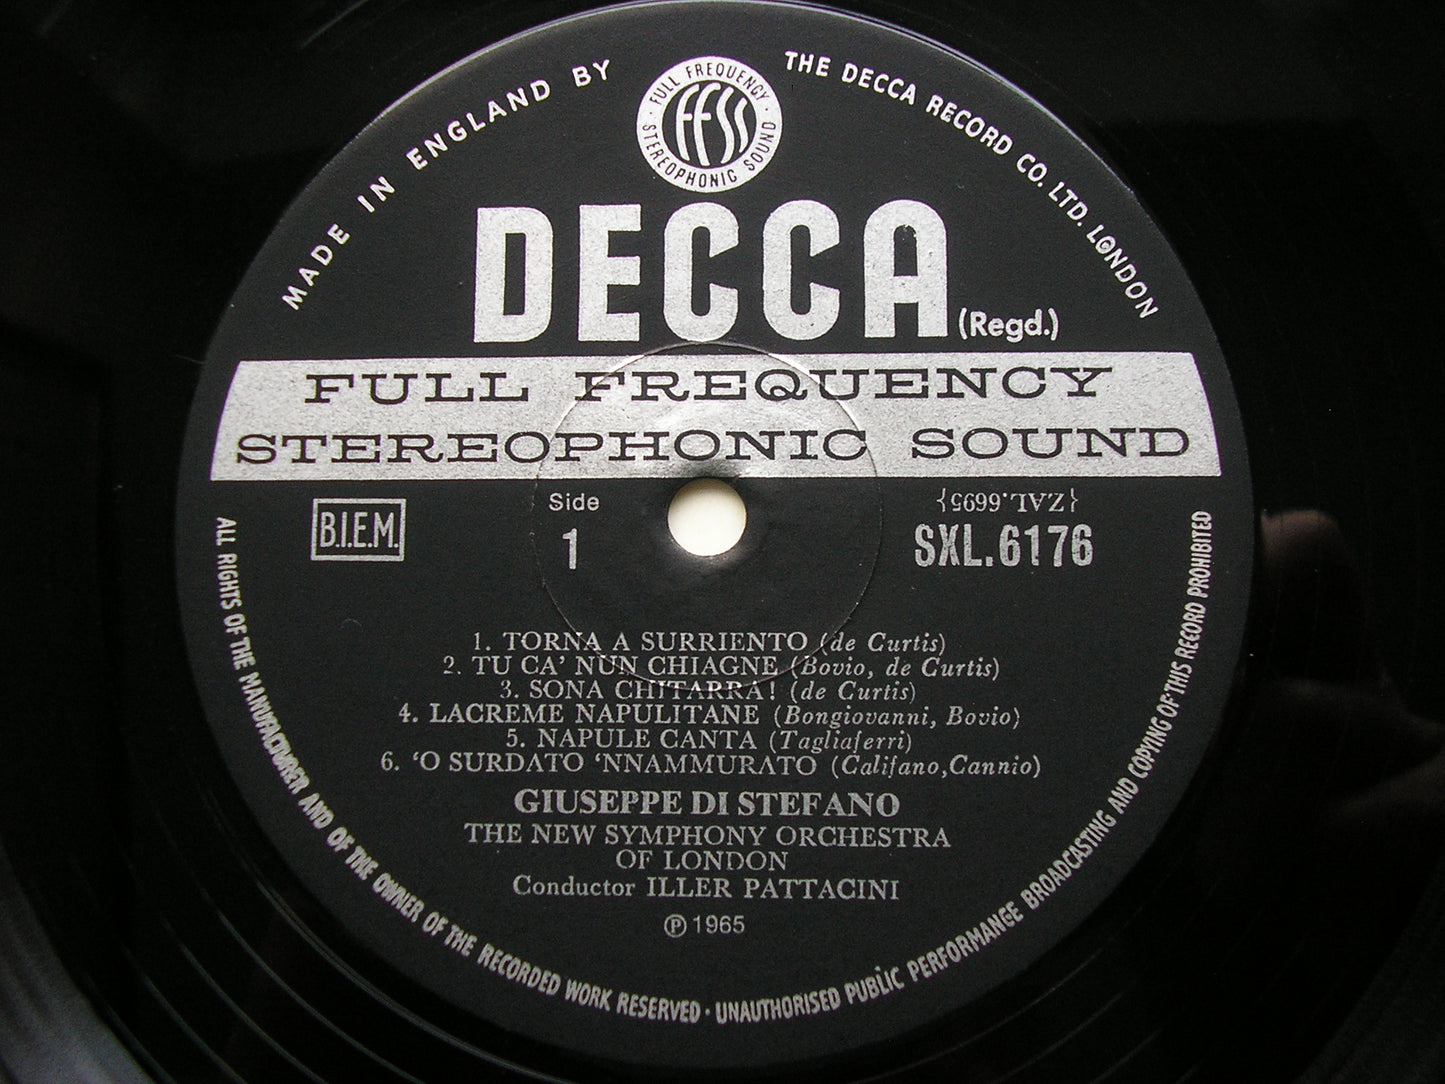 MADE IN ENGLAND BY
THE DECCA RECORD CO. LTD. LONDON
FULL FREQUENCY
ffss
STEREOPHONIC SOUND
DECCA (Regd.)
FULL FREQUENCY
STEREOPHONIC SOUND
B.I.E.M.
Side
1
{ZAL.6695}
SXL.6176
1. TORNA A SURRIENTO (de Curtis)
2. TU CA' NUN CHIAGNE (Bovio, de Curtis)
3. SONA CHITARRA! (de Curtis)
4. LACREME NAPULITANE (Bongiovanni, Bovio)
5. NAPULE CANTA (Tagliaferri)
6. 'O SURDATO 'NNAMMURATO (Califano,Cannio)
GIUSEPPE DI STEFANO
THE NEW SYMPHONY ORCHESTRA
OF LONDON
Conductor ILLER PATTACINI
Ⓟ 1965
ALL RIGHTS OF THE MANUFACTURER AND OF THE OWNER OF THE RECORDED WORK RESERVED · UNAUTHORISED PUBLIC PERFORMANCE BROADCASTING AND COPYING OF THIS RECORD PROHIBITED